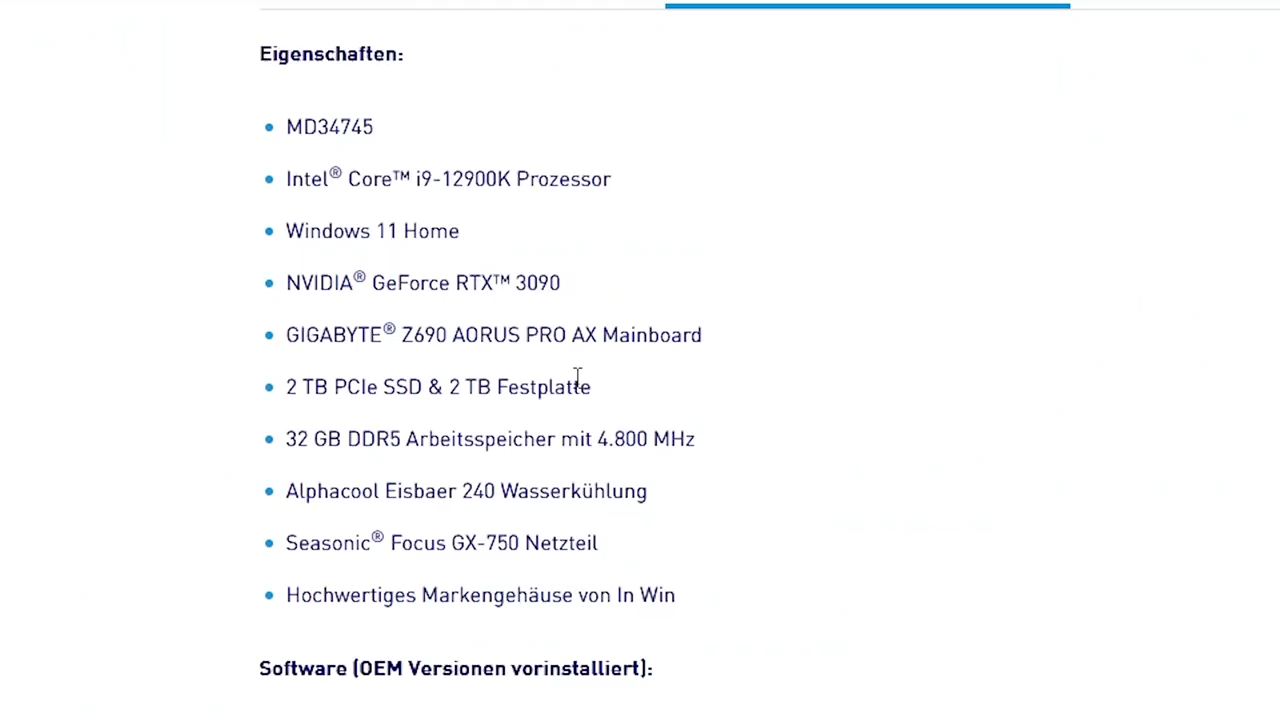 Eigenschaften:
MD34745
Intel® Core™ i9-12900K Prozessor
Windows 11 Home
NVIDIA® GeForce RTX™ 3090
GIGABYTE® Z690 AORUS PRO AX Mainboard
2 TB PCIe SSD & 2 TB Festplatte
32 GB DDR5 Arbeitsspeicher mit 4.800 MHz
Alphacool Eisbaer 240 Wasserkühlung
Seasonic® Focus GX-750 Netzteil
Hochwertiges Markengehäuse von In Win
Software (OEM Versionen vorinstalliert):